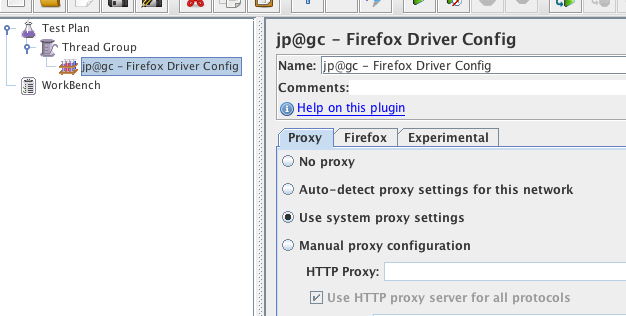 Test Plan
Thread Group
jp@gc - Firefox Driver Config
WorkBench
jp@gc - Firefox Driver Config
Name: jp@gc - Firefox Driver Config
Comments:
Help on this plugin
Proxy Firefox Experimental
No proxy
Auto-detect proxy settings for this network
Use system proxy settings
Manual proxy configuration
HTTP Proxy:
Use HTTP proxy server for all protocols